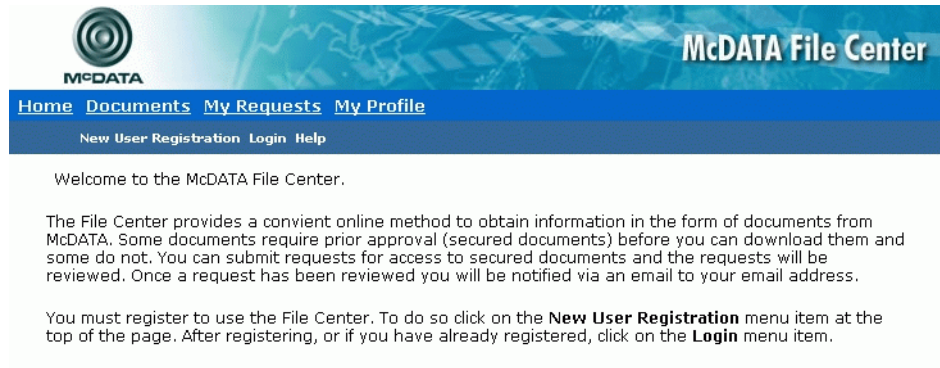 McDATA
McDATA File Center
Home Documents My Requests My Profile
New User Registration Login Help
Welcome to the McDATA File Center.
The File Center provides a convient online method to obtain information in the form of documents from
McDATA. Some documents require prior approval (secured documents) before you can download them and
some do not. You can submit requests for access to secured documents and the requests will be
reviewed. Once a request has been reviewed you will be notified via an email to your email address.
You must register to use the File Center. To do so click on the New User Registration menu item at the
top of the page. After registering, or if you have already registered, click on the Login menu item.